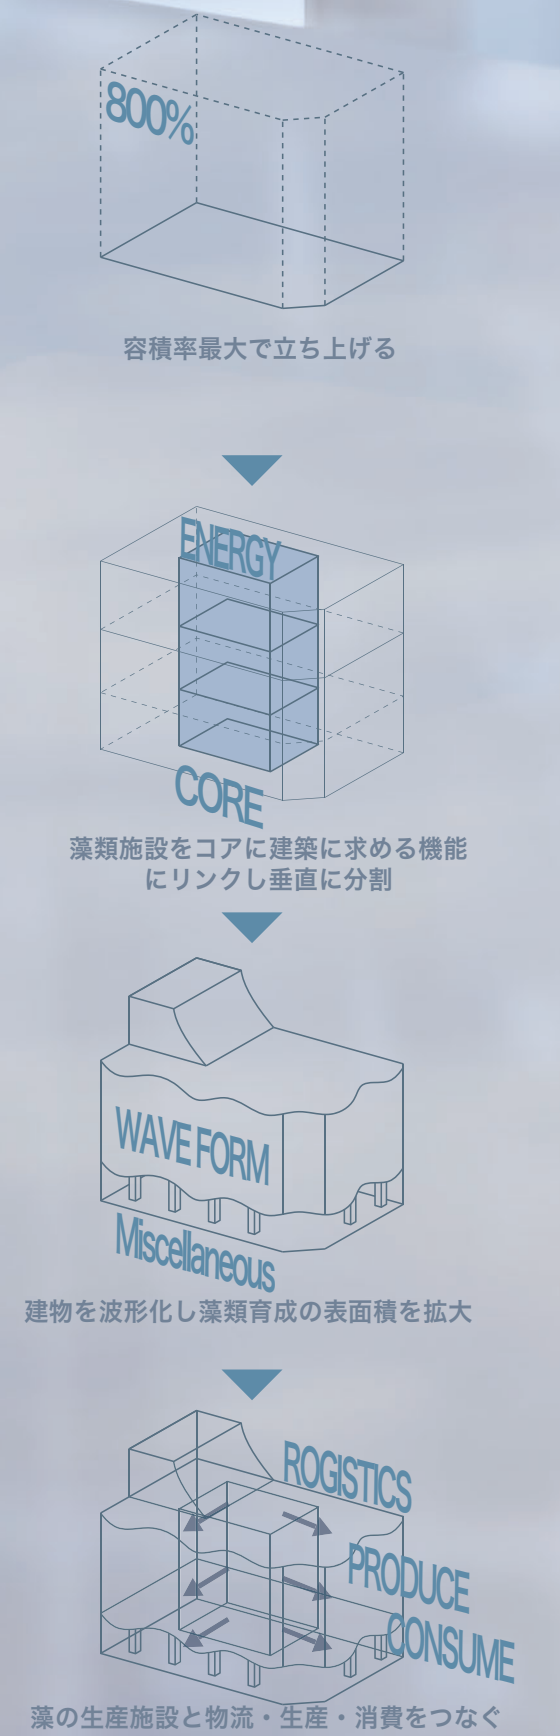 800%
容積率最大で立ち上げる
ENERGY
CORE
藻類施設をコアに建築に求める機能
にリンクし垂直に分割
WAVE FORM
Miscellaneous
建物を波形化し藻類育成の表面積を拡大
ROGISTICS
PRODUCE
CONSUME
藻の生産施設と物流・生産・消費をつなぐ